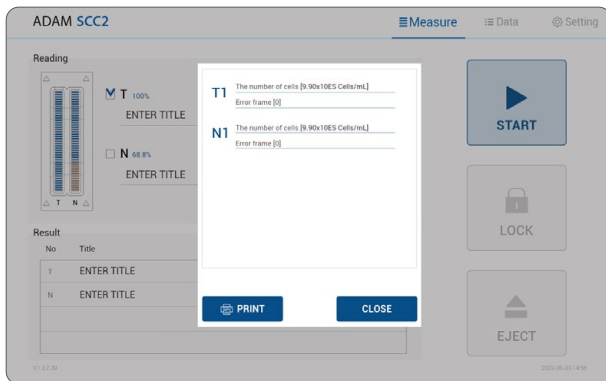 ADAM SCC2
Measure
Data
Setting
Reading
T 100%
ENTER TITLE
N 68.8%
ENTER TITLE
T N
T1 The number of cells [9.90x10E5 Cells/mL]
Error frame [0]
N1 The number of cells [9.90x10E5 Cells/mL]
Error frame [0]
START
LOCK
EJECT
Result
No Title
T ENTER TITLE
N ENTER TITLE
PRINT CLOSE